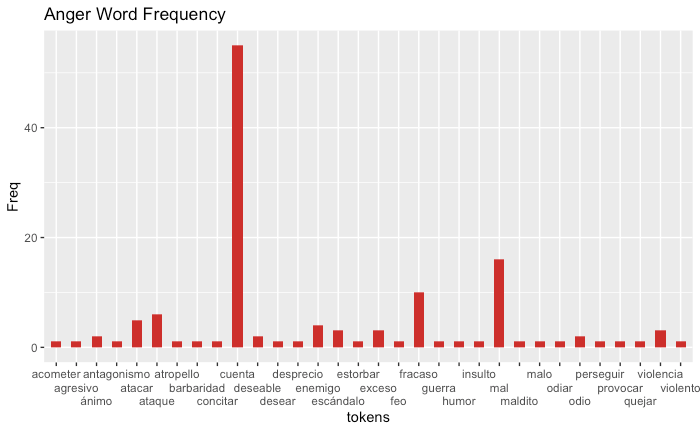 Anger Word Frequency
Freq
40
20
0
acometer antagonismo atropello cuenta desprecio estorbar fracaso insulto malo perseguir violencia
agresivo atacar barbaridad deseable enemigo exceso guerra mal odiar provocar violento
ánimo ataque concitar desear escándalo feo humor maldito odio quejar
tokens